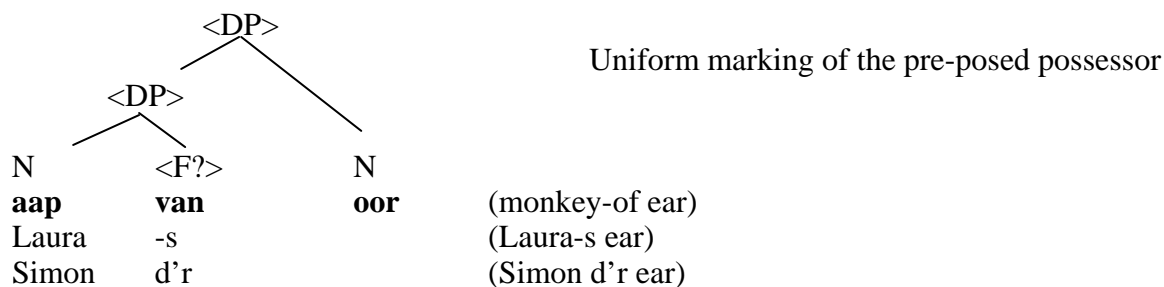 <DP>
Uniform marking of the pre-posed possessor
<DP>
N <F?> N
aap van oor (monkey-of ear)
Laura -s (Laura-s ear)
Simon d’r (Simon d’r ear)